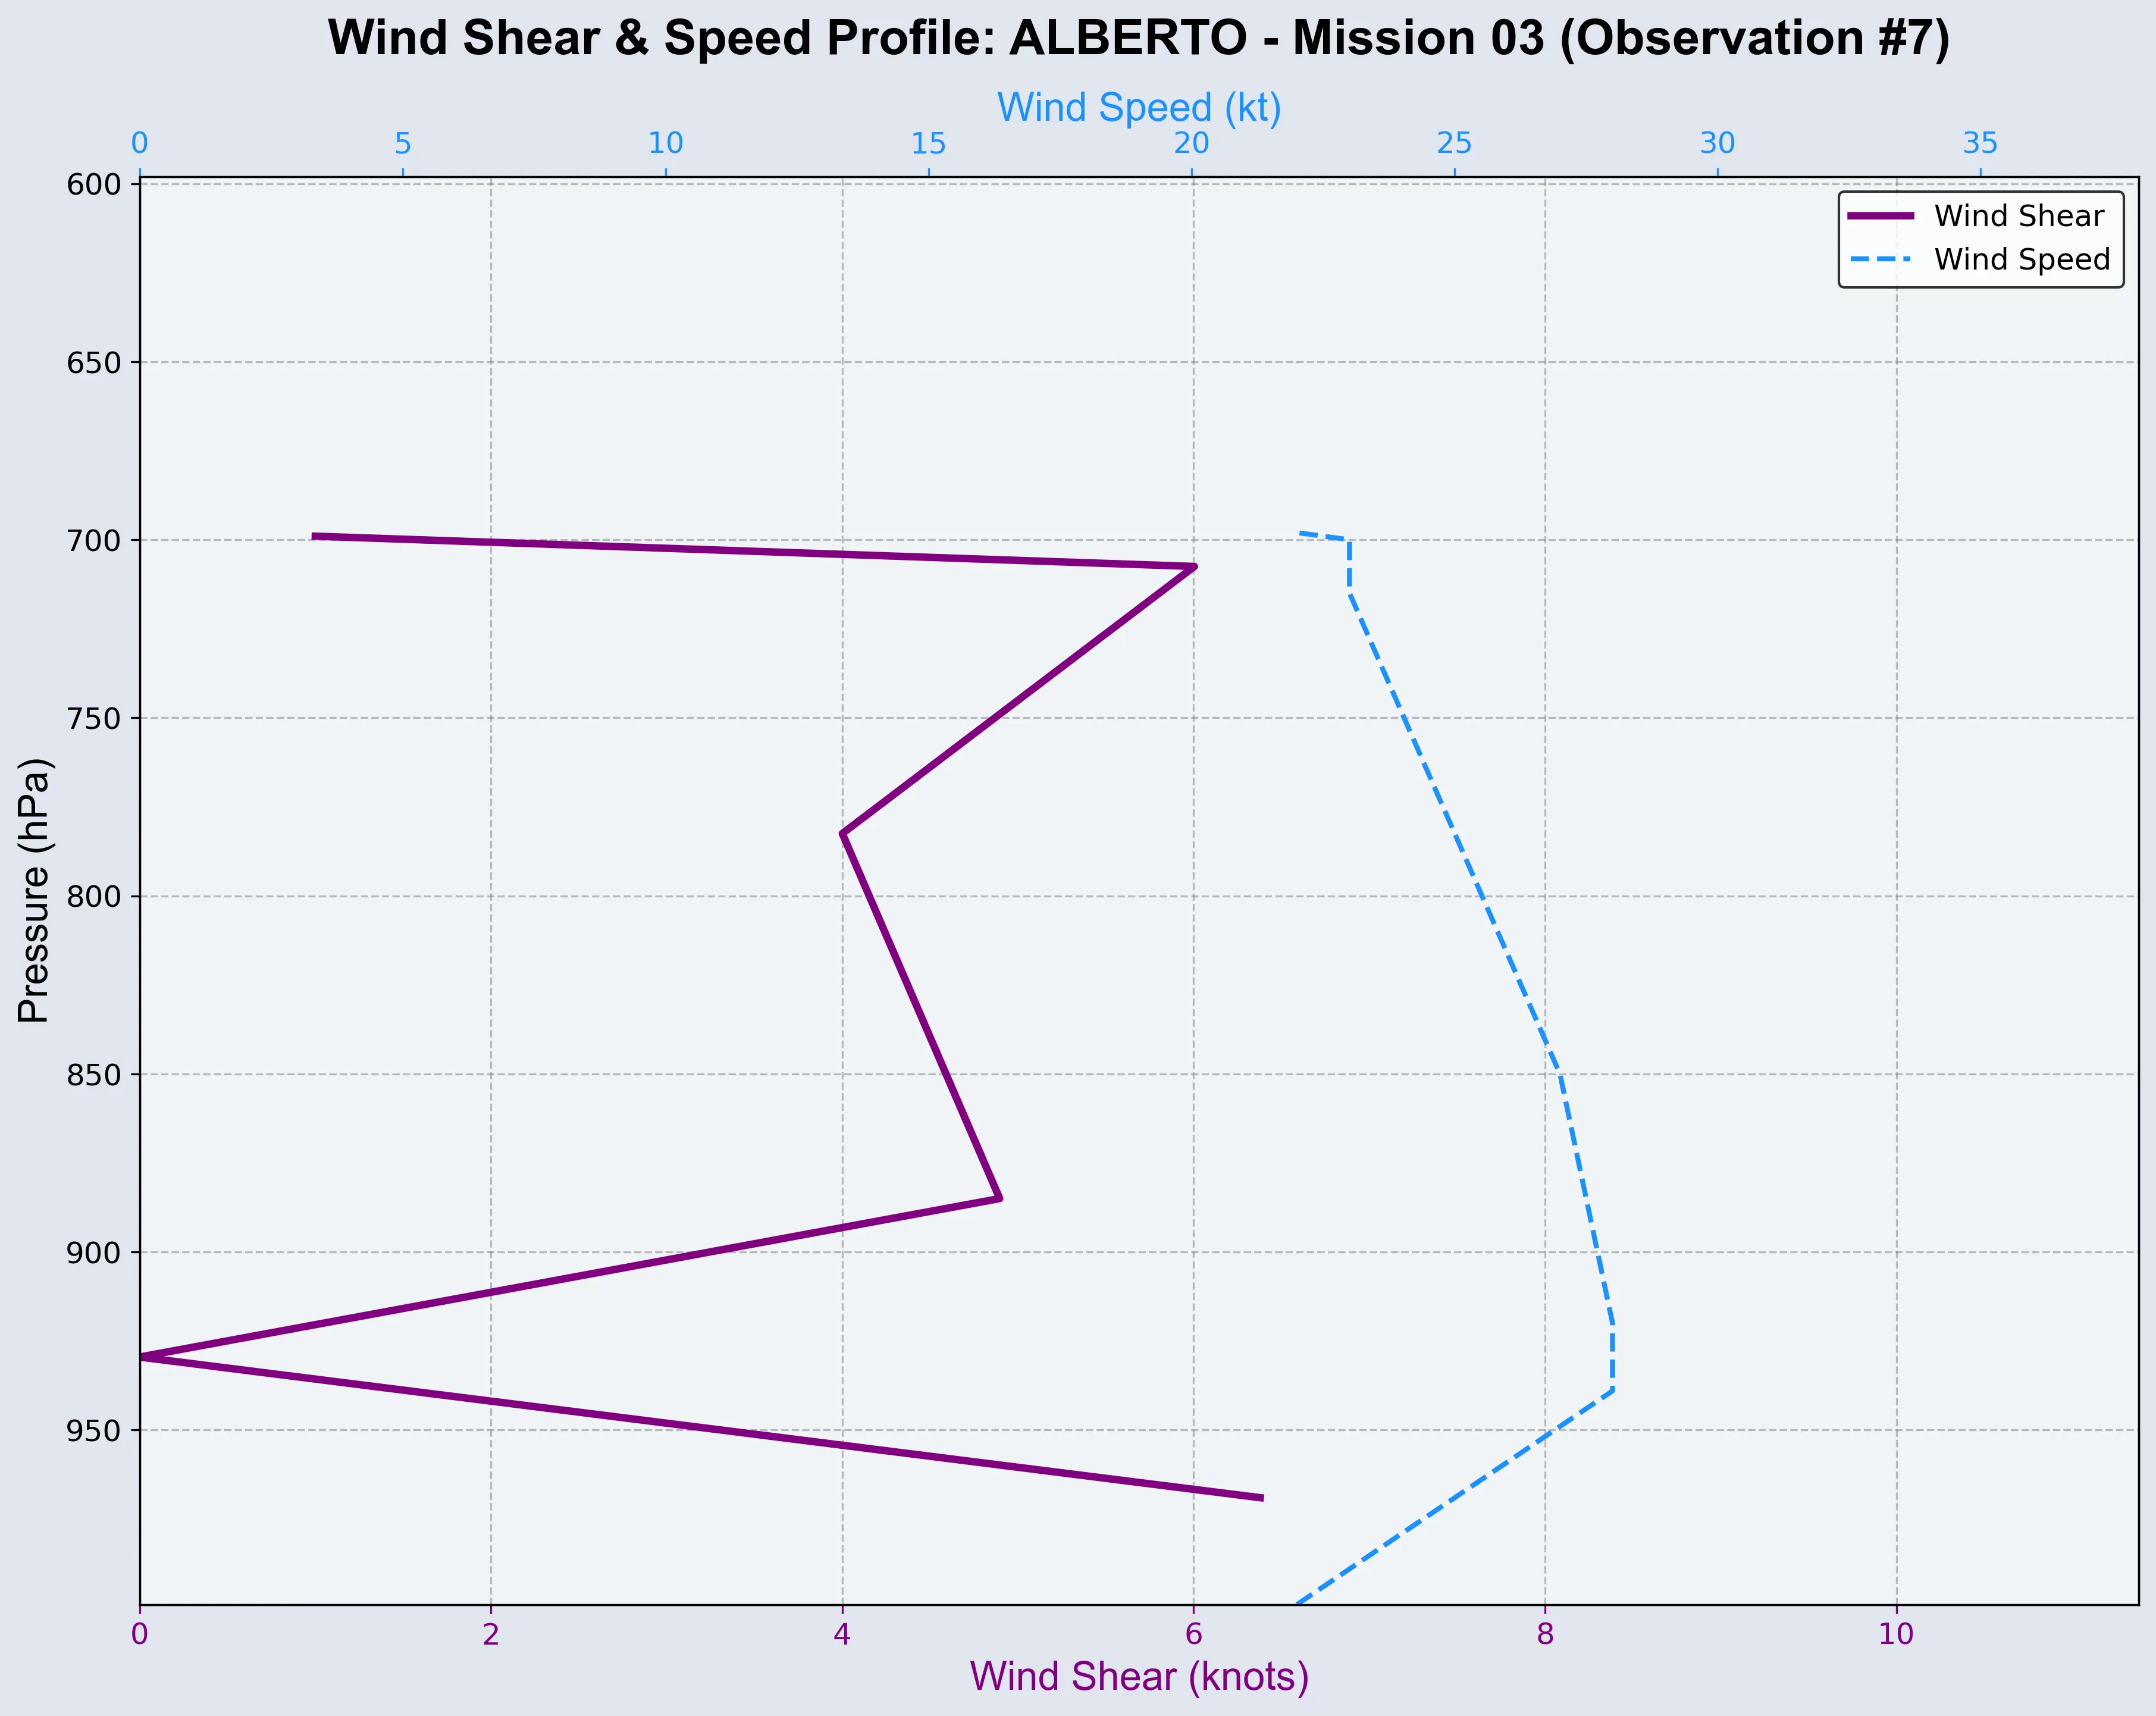 Wind Shear & Speed Profile: ALBERTO - Mission 03 (Observation #7)
Wind Speed (kt)
0 5 10 15 20 25 30 35
Wind Shear
Wind Speed
600
650
700
750
800
850
900
950
Pressure (hPa)
0 2 4 6 8 10
Wind Shear (knots)